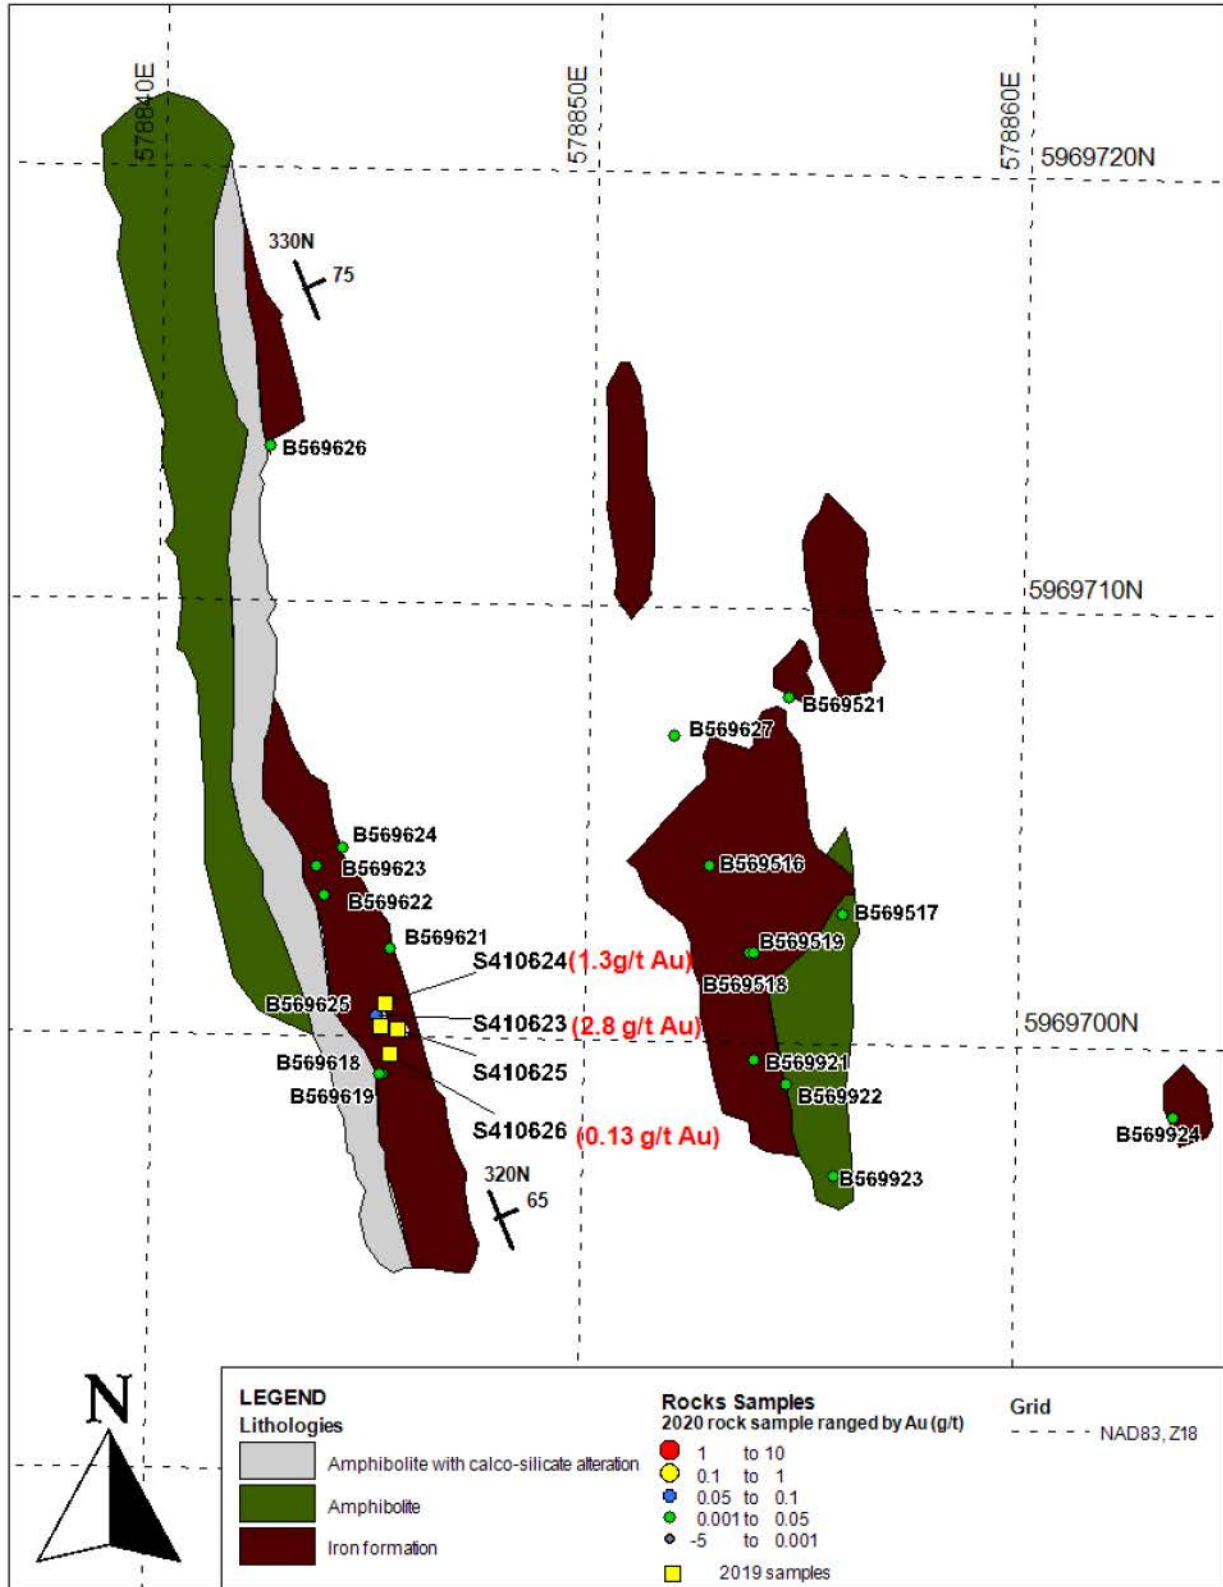 578840E
578850E
578860E
5969720N
330N
75
B569626
5969710N
B569521
B569627
B569624
B569623
B569516
B569622
B569517
B569621
B569519
S410624 (1.3g/t Au)
B569518
B569625
S410623 (2.8 g/t Au)
5969700N
B569618
S410625
B569921
B569619
B569922
S410626 (0.13 g/t Au)
B569924
320N
65
B569923
N
LEGEND
Lithologies
Amphibolite with calco-silicate alteration
Amphibolite
Iron formation
Rocks Samples
2020 rock sample ranged by Au (g/t)
1 to 10
0.1 to 1
0.05 to 0.1
0.001 to 0.05
-5 to 0.001
2019 samples
Grid
NAD83, Z18